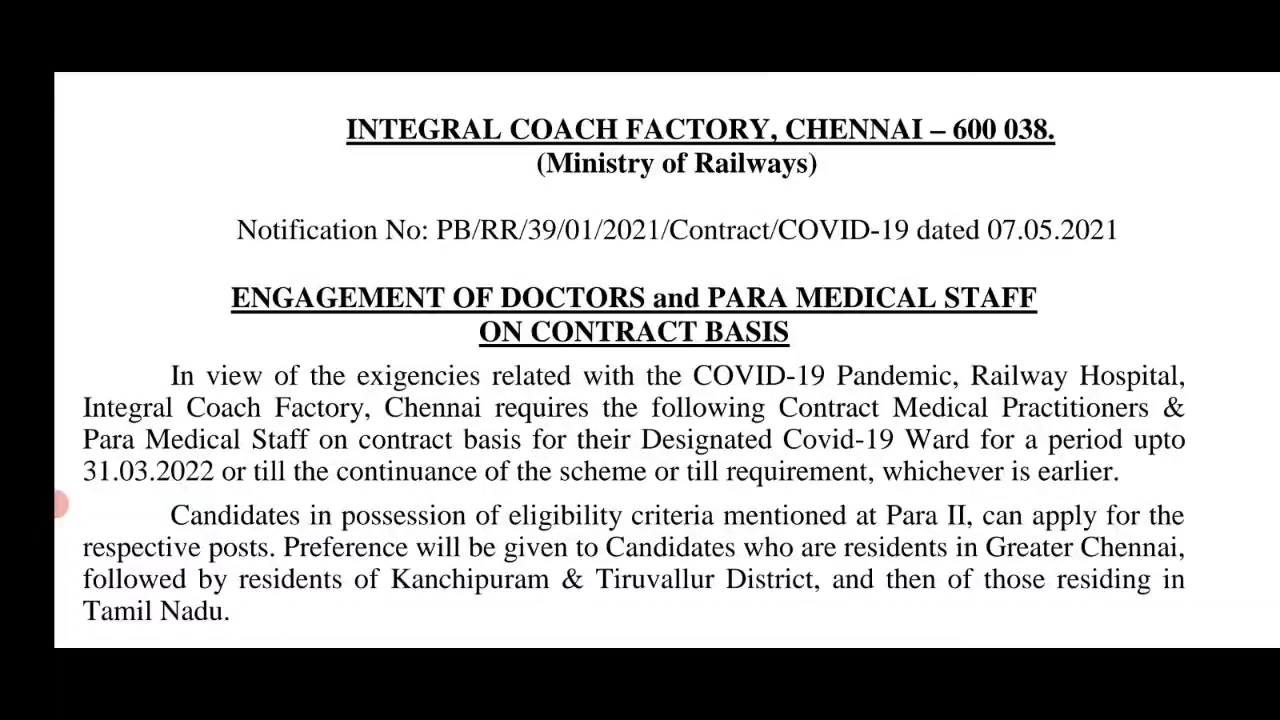 INTEGRAL COACH FACTORY, CHENNAI – 600 038.
(Ministry of Railways)
Notification No: PB/RR/39/01/2021/Contract/COVID-19 dated 07.05.2021
ENGAGEMENT OF DOCTORS and PARA MEDICAL STAFF
ON CONTRACT BASIS
In view of the exigencies related with the COVID-19 Pandemic, Railway Hospital,
Integral Coach Factory, Chennai requires the following Contract Medical Practitioners &
Para Medical Staff on contract basis for their Designated Covid-19 Ward for a period upto
31.03.2022 or till the continuance of the scheme or till requirement, whichever is earlier.
Candidates in possession of eligibility criteria mentioned at Para II, can apply for the
respective posts. Preference will be given to Candidates who are residents in Greater Chennai,
followed by residents of Kanchipuram & Tiruvallur District, and then of those residing in
Tamil Nadu.